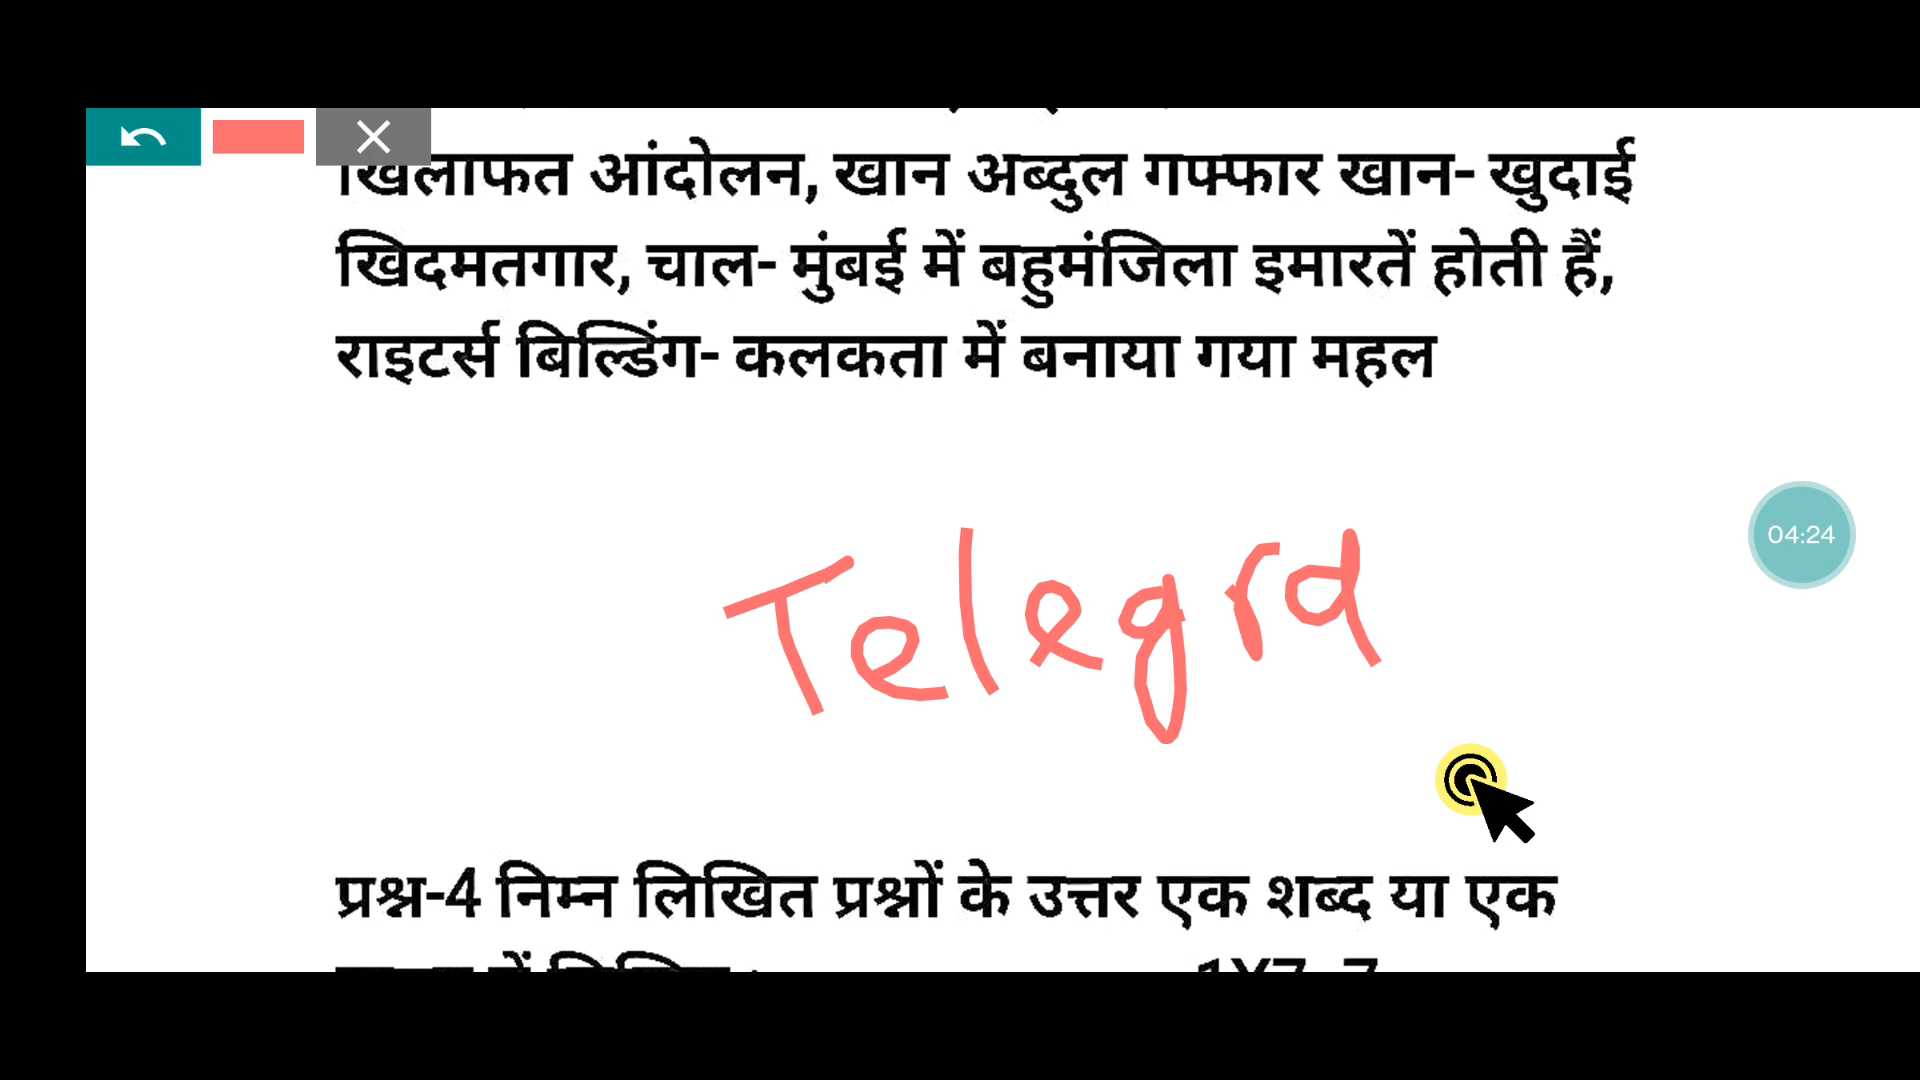 खिलाफत आंदोलन, खान अब्दुल गफ्फार खान- खुदाई
खिदमतगार, चाल- मुंबई में बहुमंजिला इमारतें होती हैं,
राइटर्स बिल्डिंग- कलकता में बनाया गया महल
Telegra
04:24
प्रश्न-4 निम्न लिखित प्रश्नों के उत्तर एक शब्द या एक